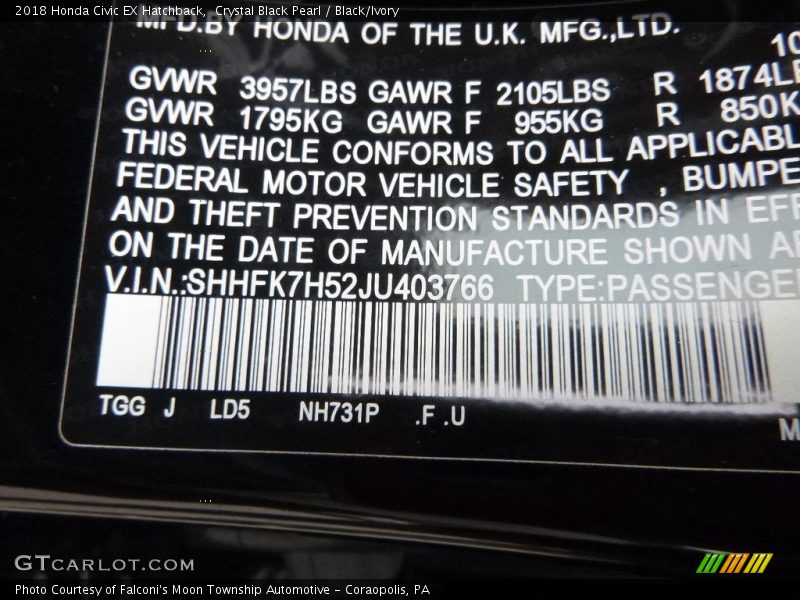 2018 Honda Civic EX Hatchback,  Crystal Black Pearl / Black/Ivory
MFD.BY HONDA OF THE U.K. MFG.,LTD. 10
GVWR 3957LBS GAWR F 2105LBS R 1874LB
GVWR 1795KG GAWR F 955KG R 850K
THIS VEHICLE CONFORMS TO ALL APPLICABL
FEDERAL MOTOR VEHICLE SAFETY , BUMPE
AND THEFT PREVENTION STANDARDS IN EFF
ON THE DATE OF MANUFACTURE SHOWN A
V.I.N.:SHHFK7H52JU403766 TYPE:PASSENGE
TGG J LD5 NH731P .F .U
M
GTCARLOT.COM
Photo Courtesy of Falconi's Moon Township Automotive - Coraopolis, PA